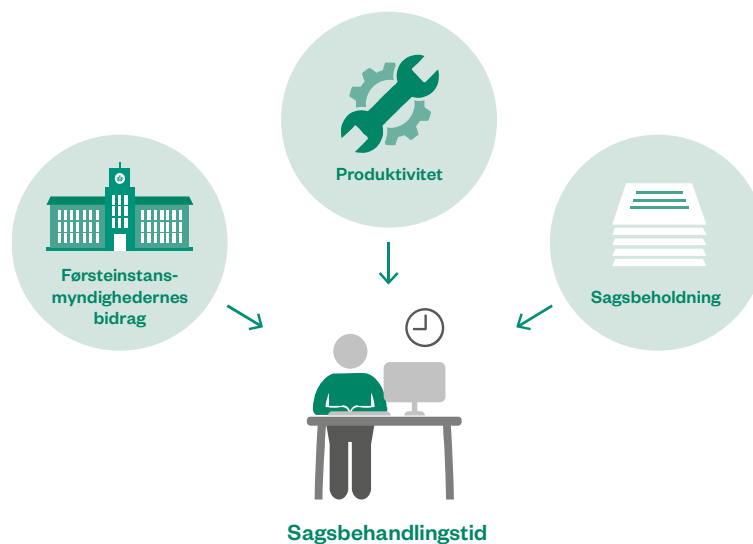 Produktivitet
Førsteinstans-
myndighedernes
bidrag
Sagsbeholdning
Sagsbehandlingstid